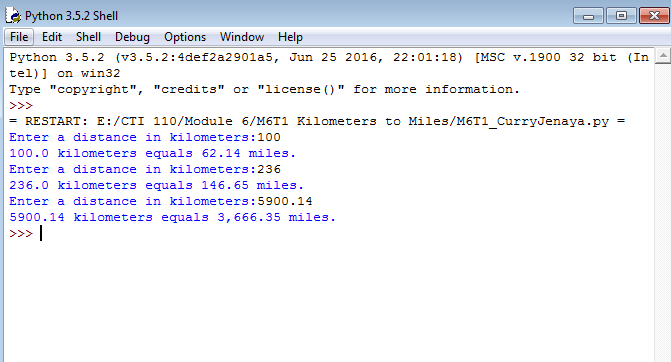 Python 3.5.2 Shell
File Edit Shell Debug Options Window Help
Python 3.5.2 (v3.5.2:4def2a2901a5, Jun 25 2016, 22:01:18) [MSC v.1900 32 bit (In
tel)] on win32
Type "copyright", "credits" or "license()" for more information.
>>>
= RESTART: E:/CTI 110/Module 6/M6T1 Kilometers to Miles/M6T1_CurryJenaya.py =
Enter a distance in kilometers:100
100.0 kilometers equals 62.14 miles.
Enter a distance in kilometers:236
236.0 kilometers equals 146.65 miles.
Enter a distance in kilometers:5900.14
5900.14 kilometers equals 3,666.35 miles.
>>>